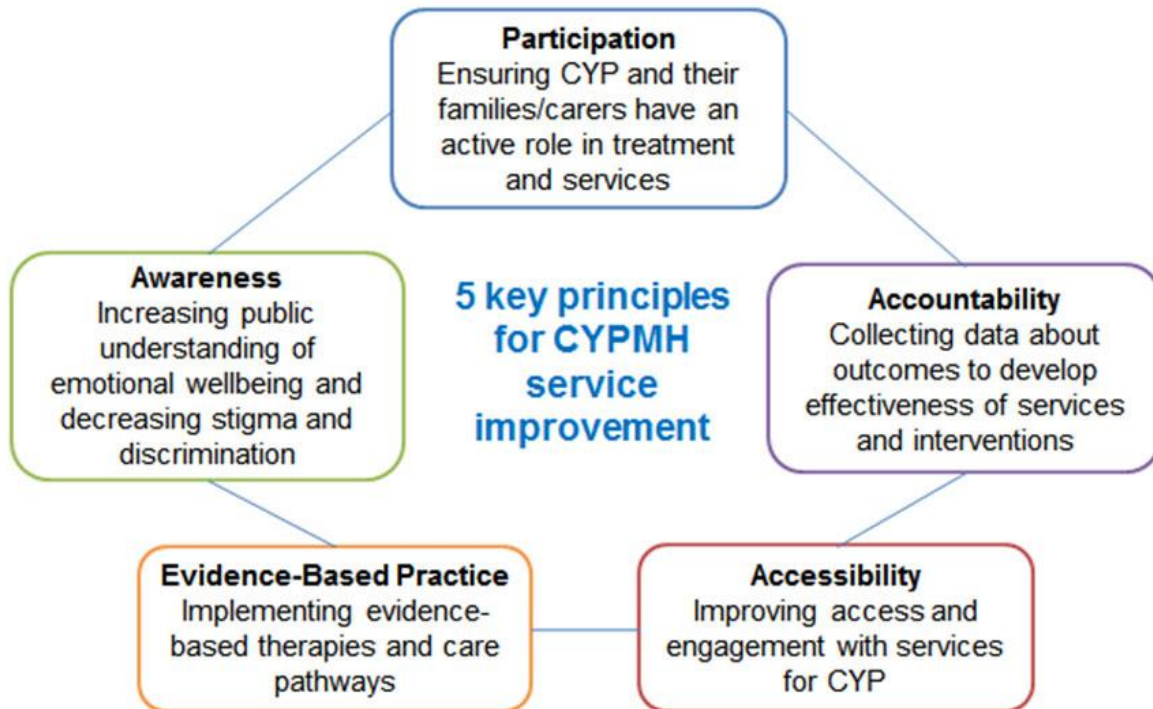 Participation
Ensuring CYP and their
families/carers have an
active role in treatment
and services
Awareness
Increasing public
understanding of
emotional wellbeing and
decreasing stigma and
discrimination
5 key principles
for CYPMH
service
improvement
Accountability
Collecting data about
outcomes to develop
effectiveness of services
and interventions
Evidence-Based Practice
Implementing evidence-
based therapies and care
pathways
Accessibility
Improving access and
engagement with services
for CYP